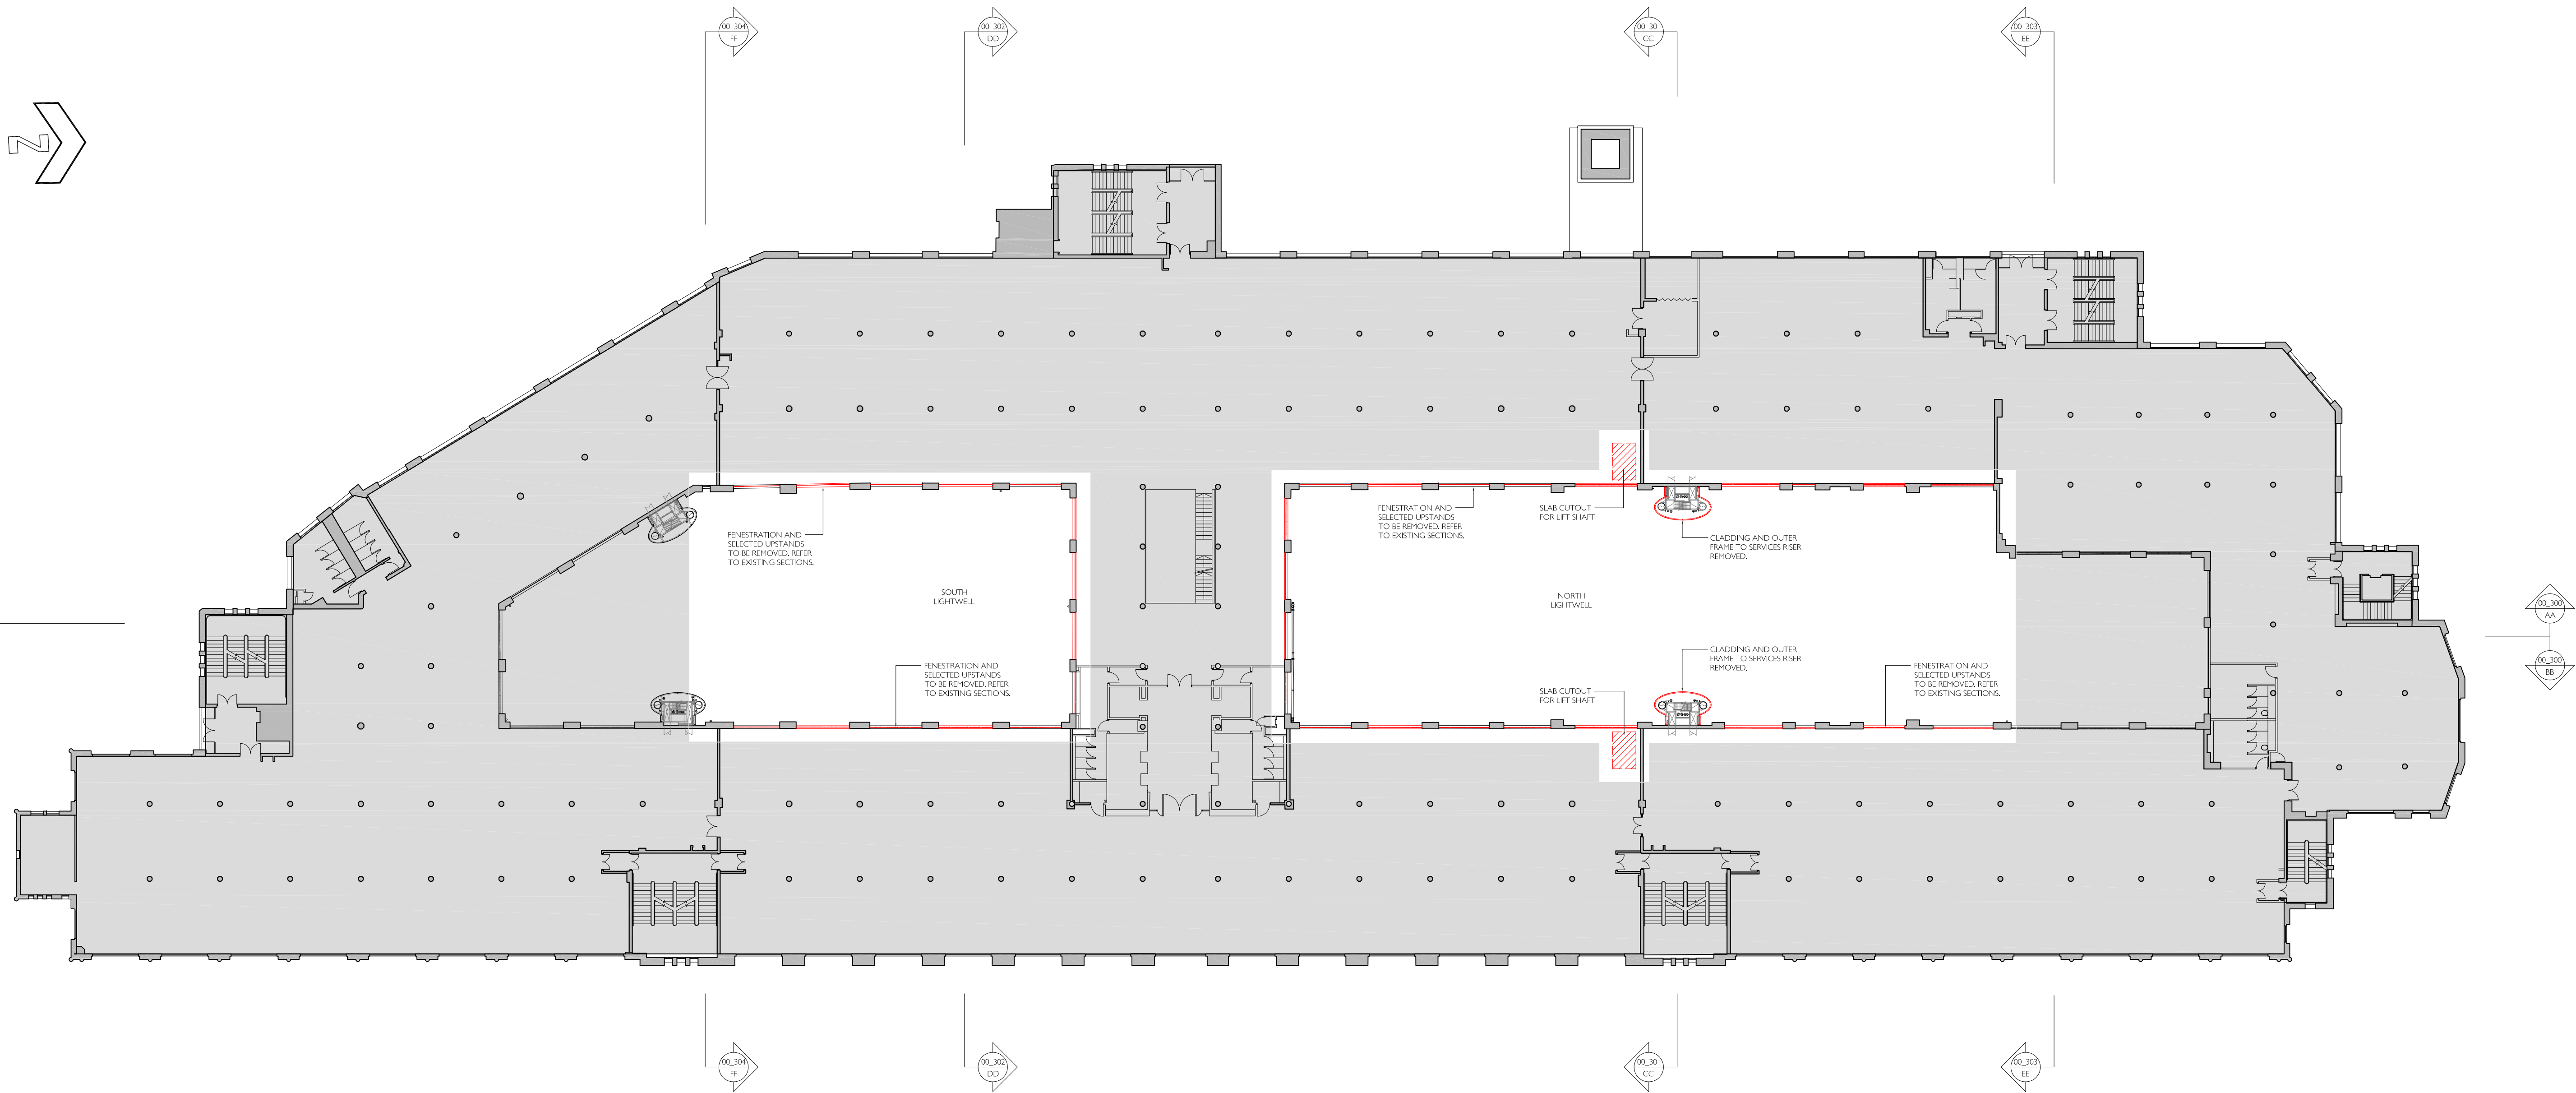 00_304
FF
00_302
DD
00_301
CC
00_303
EE
N
FENESTRATION AND
SELECTED UPSTANDS
TO BE REMOVED. REFER
TO EXISTING SECTIONS.
FENESTRATION AND
SELECTED UPSTANDS
TO BE REMOVED. REFER
TO EXISTING SECTIONS.
SLAB CUTOUT
FOR LIFT SHAFT
CLADDING AND OUTER
FRAME TO SERVICES RISER
REMOVED.
SOUTH
LIGHTWELL
NORTH
LIGHTWELL
00_300
AA
00_300
BB
FENESTRATION AND
SELECTED UPSTANDS
TO BE REMOVED. REFER
TO EXISTING SECTIONS.
SLAB CUTOUT
FOR LIFT SHAFT
CLADDING AND OUTER
FRAME TO SERVICES RISER
REMOVED.
FENESTRATION AND
SELECTED UPSTANDS
TO BE REMOVED. REFER
TO EXISTING SECTIONS.
00_304
FF
00_302
DD
00_301
CC
00_303
EE